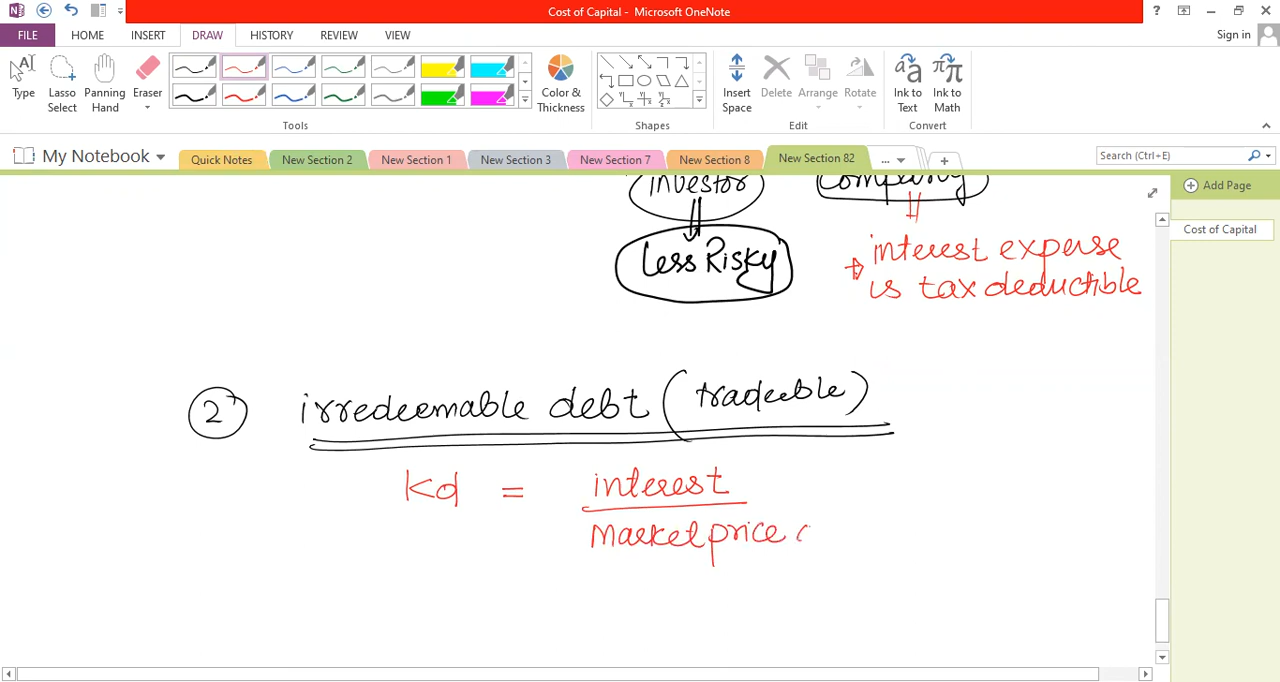 Cost of Capital - Microsoft OneNote
FILE HOME INSERT DRAW HISTORY REVIEW VIEW Sign in
Type Lasso Select Panning Hand Eraser Color & Thickness Insert Space Delete Arrange Rotate Ink to Text Ink to Math
Tools Shapes Edit Convert
My Notebook Quick Notes New Section 2 New Section 1 New Section 3 New Section 7 New Section 8 New Section 82 ... Search (Ctrl+E)
Add Page
Cost of Capital
investor Company
less Risky
interest expense
is tax deductible
2 irredeemable debt (tradeeble)
Kd = interest
Market price (